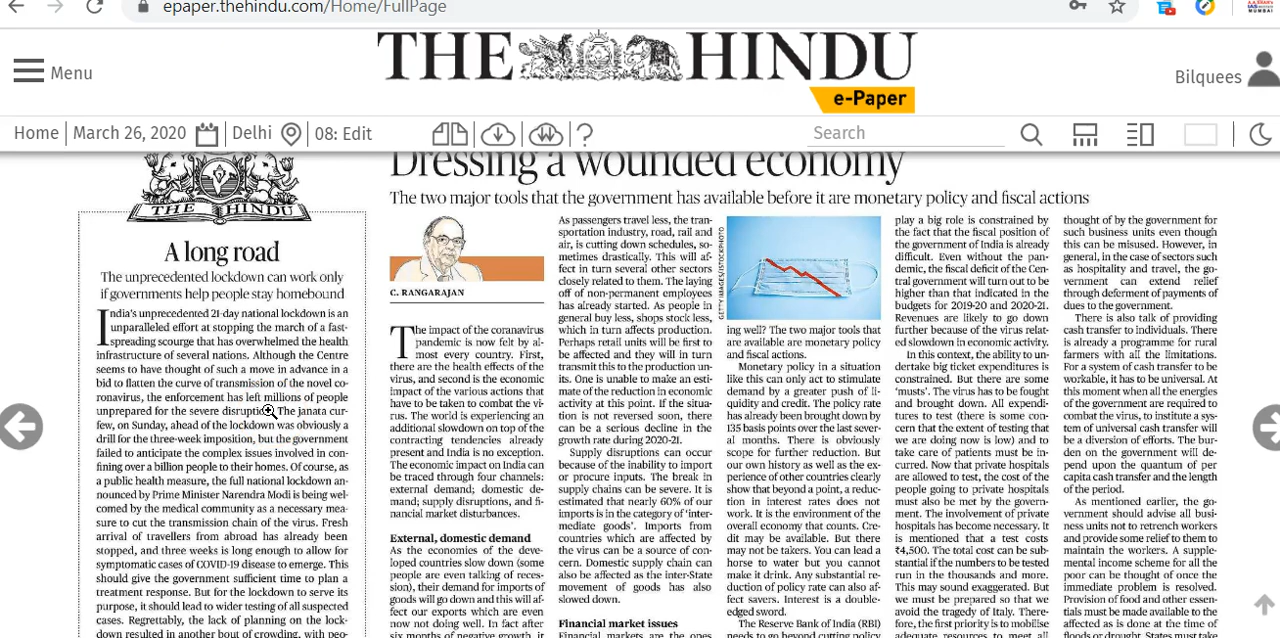 epaper.thehindu.com/Home/FullPage
Menu
THE HINDU
e-Paper
Bilquees
Home
March 26, 2020
Delhi
08: Edit
Search
THE HINDU
A long road
The unprecedented lockdown can work only
if governments help people stay homebound
India's unprecedented 21-day national lockdown is an
unparalleled effort at stopping the march of a fast-
spreading scourge that has overwhelmed the health
infrastructure of several nations. Although the Centre
seems to have thought of such a move in advance in a
bid to flatten the curve of transmission of the novel co-
ronavirus, the enforcement has left millions of people
unprepared for the severe disruption. The janata cur-
few, on Sunday, ahead of the lockdown was obviously a
drill for the three-week imposition, but the government
failed to anticipate the complex issues involved in con-
fining over a billion people to their homes. Of course, as
a public health measure, the full national lockdown an-
nounced by Prime Minister Narendra Modi is being wel-
comed by the medical community as a necessary mea-
sure to cut the transmission chain of the virus. Fresh
arrival of travellers from abroad has already been
stopped, and three weeks is long enough to allow for
symptomatic cases of COVID-19 disease to emerge. This
should give the government sufficient time to plan a
treatment response. But for the lockdown to serve its
purpose, it should lead to wider testing of all suspected
cases. Regrettably, the lack of planning on the lock-
down resulted in another bout of crowding, with peo-
Dressing a wounded economy
The two major tools that the government has available before it are monetary policy and fiscal actions
C. RANGARAJAN
The impact of the coranavirus
pandemic is now felt by al-
most every country. First,
there are the health effects of the
virus, and second is the economic
impact of the various actions that
have to be taken to combat the vi-
rus. The world is experiencing an
additional slowdown on top of the
contracting tendencies already
present and India is no exception.
The economic impact on India can
be traced through four channels:
external demand; domestic de-
mand; supply disruptions, and fi-
nancial market disturbances.
External, domestic demand
As the economies of the deve-
loped countries slow down (some
people are even talking of reces-
sion), their demand for imports of
goods will go down and this will af-
fect our exports which are even
now not doing well. In fact after
six months of negative growth, it
As passengers travel less, the tran-
sportation industry, road, rail and
air, is cutting down schedules, so-
metimes drastically. This will af-
fect in turn several other sectors
closely related to them. The laying
off of non-permanent employees
has already started. As people in
general buy less, shops stock less,
which in turn affects production.
Perhaps retail units will be first to
be affected and they will in turn
transmit this to the production un-
its. One is unable to make an esti-
mate of the reduction in economic
activity at this point. If the situa-
tion is not reversed soon, there
can be a serious decline in the
growth rate during 2020-21.
Supply disruptions can occur
because of the inability to import
or procure inputs. The break in
supply chains can be severe. It is
estimated that nearly 60% of our
imports is in the category of 'inter-
mediate goods'. Imports from
countries which are affected by
the virus can be a source of con-
cern. Domestic supply chain can
also be affected as the inter-State
movement of goods has also
slowed down.
Financial market issues
Financial markets are the ones
GETTY IMAGES/ISTOCKPHOTO
ing well? The two major tools that
are available are monetary policy
and fiscal actions.
Monetary policy in a situation
like this can only act to stimulate
demand by a greater push of li-
quidity and credit. The policy rate
has already been brought down by
135 basis points over the last sever-
al months. There is obviously
scope for further reduction. But
our own history as well as the ex-
perience of other countries clearly
show that beyond a point, a reduc-
tion in interest rates does not
work. It is the environment of the
overall economy that counts. Cre-
dit may be available. But there
may not be takers. You can lead a
horse to water but you cannot
make it drink. Any substantial re-
duction of policy rate can also af-
fect savers. Interest is a double-
edged sword.
The Reserve Bank of India (RBI)
needs to go beyond cutting policy
play a big role is constrained by
the fact that the fiscal position of
the government of India is already
difficult. Even without the pan-
demic, the fiscal deficit of the Cen-
tral government will turn out to be
higher than that indicated in the
budgets for 2019-20 and 2020-21.
Revenues are likely to go down
further because of the virus relat-
ed slowdown in economic activity.
In this context, the ability to un-
dertake big ticket expenditures is
constrained. But there are some
'musts'. The virus has to be fought
and brought down. All expendi-
tures to test (there is some con-
cern that the extent of testing that
we are doing now is low) and to
take care of patients must be in-
curred. Now that private hospitals
are allowed to test, the cost of the
people going to private hospitals
must also be met by the govern-
ment. The involvement of private
hospitals has become necessary. It
is mentioned that a test costs
₹4,500. The total cost can be sub-
stantial if the numbers to be tested
run in the thousands and more.
This may sound exaggerated. But
we must be prepared so that we
avoid the tragedy of Italy. There-
fore, the first priority is to mobilise
adequate resources to meet all
thought of by the government for
such business units even though
this can be misused. However, in
general, in the case of sectors such
as hospitality and travel, the go-
vernment can extend relief
through deferment of payments of
dues to the government.
There is also talk of providing
cash transfer to individuals. There
is already a programme for rural
farmers with all the limitations.
For a system of cash transfer to be
workable, it has to be universal. At
this moment when all the energies
of the government are required to
combat the virus, to institute a sys-
tem of universal cash transfer will
be a diversion of efforts. The bur-
den on the government will de-
pend upon the quantum of per
capita cash transfer and the length
of the period.
As mentioned earlier, the go-
vernment should advise all busi-
ness units not to retrench workers
and provide some relief to them to
maintain the workers. A supple-
mental income scheme for all the
poor can be thought of once the
immediate problem is resolved.
Provision of food and other essen-
tials must be made available to the
affected as is done at the time of
floods or drought. States must take